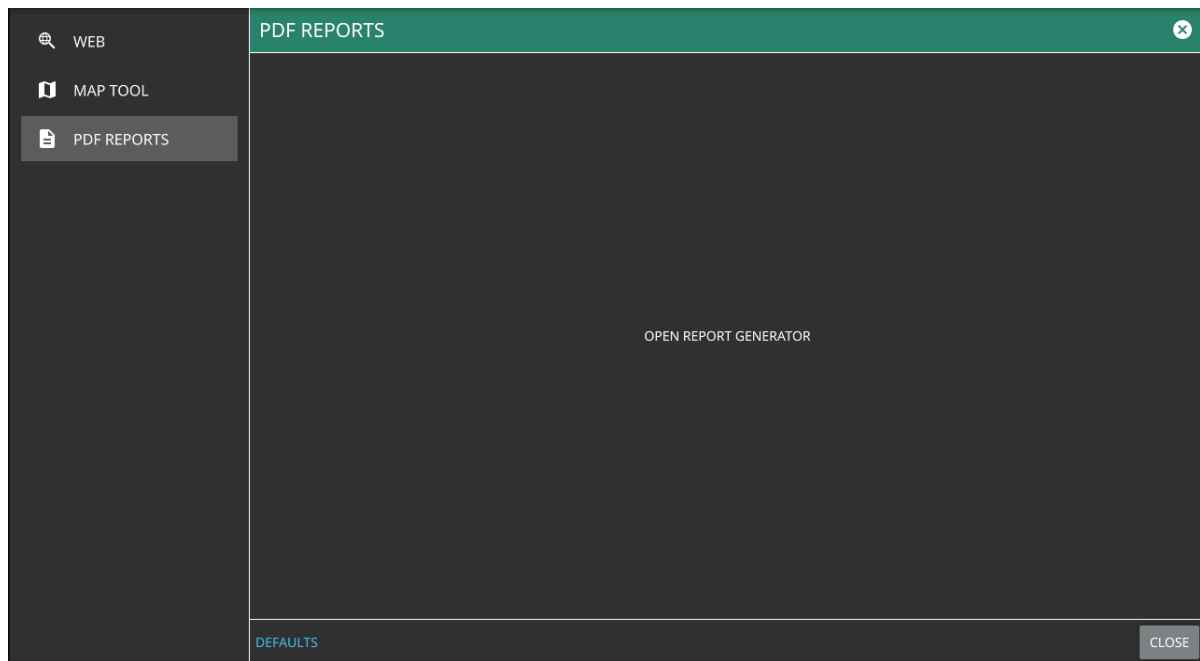 WEB
MAP TOOL
PDF REPORTS
PDF REPORTS
OPEN REPORT GENERATOR
DEFAULTS
CLOSE